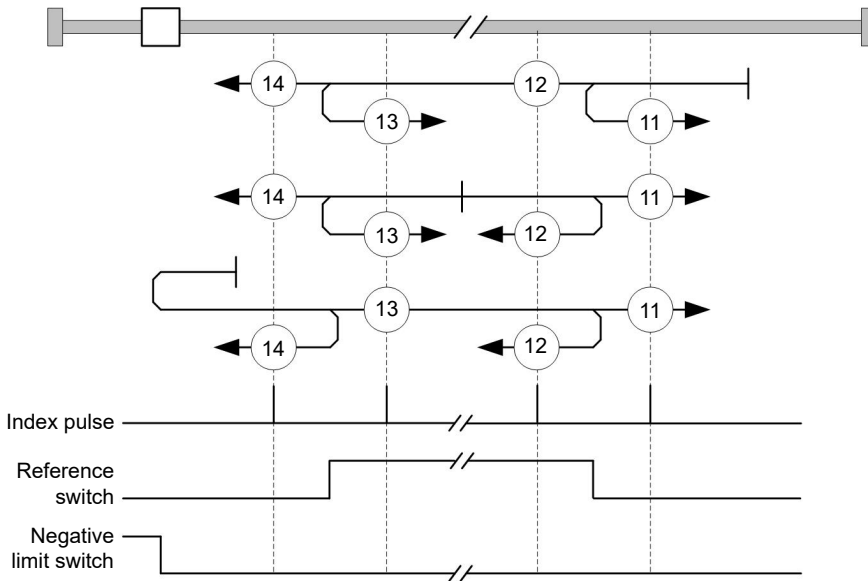 14
12
13
11
14
11
13
12
13
11
14
12
Index pulse
Reference
switch
Negative
limit switch